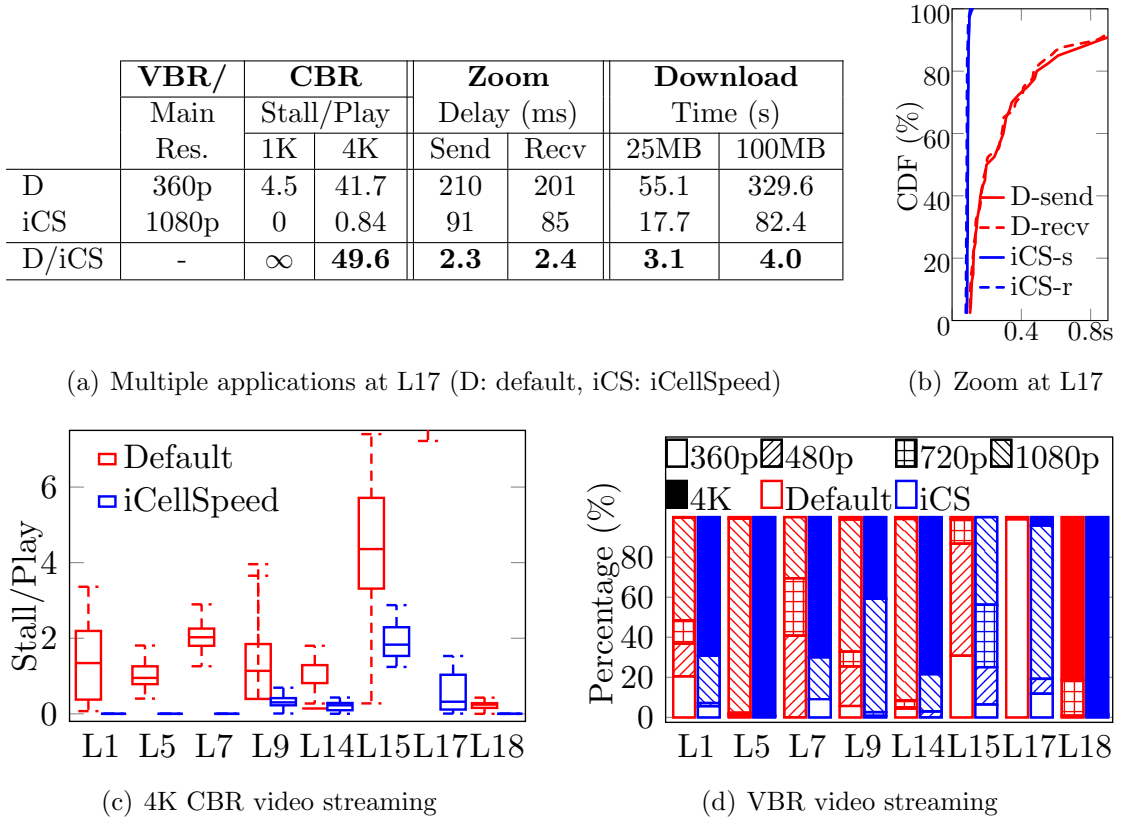 VBR/ CBR Zoom Download
Main Stall/Play Delay (ms) Time (s)
Res. 1K 4K Send Recv 25MB 100MB
D 360p 4.5 41.7 210 201 55.1 329.6
iCS 1080p 0 0.84 91 85 17.7 82.4
D/iCS - ∞ 49.6 2.3 2.4 3.1 4.0
(a) Multiple applications at L17 (D: default, iCS: iCellSpeed)
100
80
60
40
20
0
CDF (%)
D-send
D-recv
iCS-s
iCS-r
0.4 0.8s
(b) Zoom at L17
6
4
2
0
Stall/Play
Default
iCellSpeed
L1 L5 L7 L9 L14 L15 L17 L18
(c) 4K CBR video streaming
360p 480p 720p 1080p
4K Default iCS
80
60
40
20
0
Percentage (%)
L1 L5 L7 L9 L14 L15 L17 L18
(d) VBR video streaming